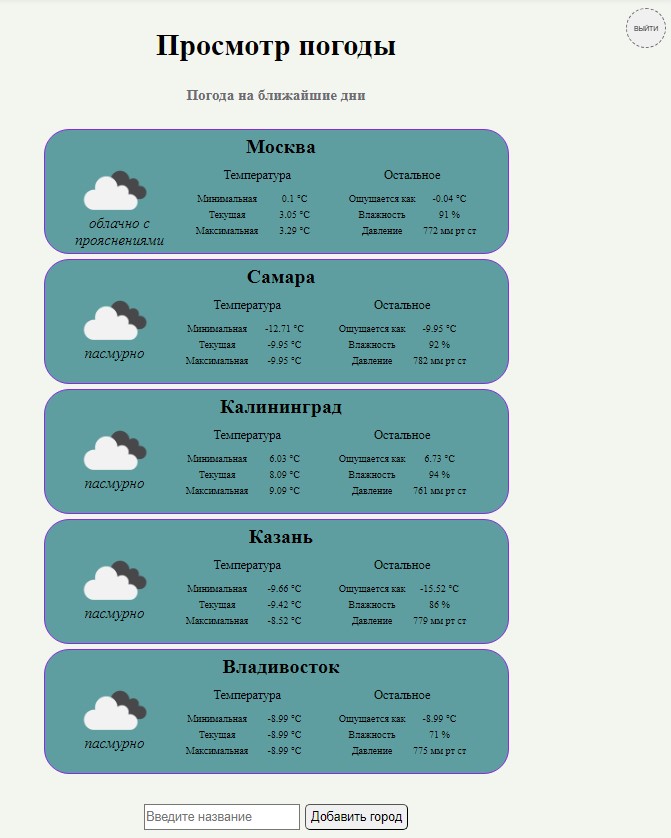 ВЫЙТИ
Просмотр погоды
Погода на ближайшие дни
Москва
Температура Остальное
Минимальная 0.1 °C Ощущается как -0.04 °C
Текущая 3.05 °C Влажность 91 %
Максимальная 3.29 °C Давление 772 мм рт ст
облачно с
прояснениями
Самара
Температура Остальное
Минимальная -12.71 °C Ощущается как -9.95 °C
Текущая -9.95 °C Влажность 92 %
Максимальная -9.95 °C Давление 782 мм рт ст
пасмурно
Калининград
Температура Остальное
Минимальная 6.03 °C Ощущается как 6.73 °C
Текущая 8.09 °C Влажность 94 %
Максимальная 9.09 °C Давление 761 мм рт ст
пасмурно
Казань
Температура Остальное
Минимальная -9.66 °C Ощущается как -15.52 °C
Текущая -9.42 °C Влажность 86 %
Максимальная -8.52 °C Давление 779 мм рт ст
пасмурно
Владивосток
Температура Остальное
Минимальная -8.99 °C Ощущается как -8.99 °C
Текущая -8.99 °C Влажность 71 %
Максимальная -8.99 °C Давление 775 мм рт ст
пасмурно
Введите название Добавить город